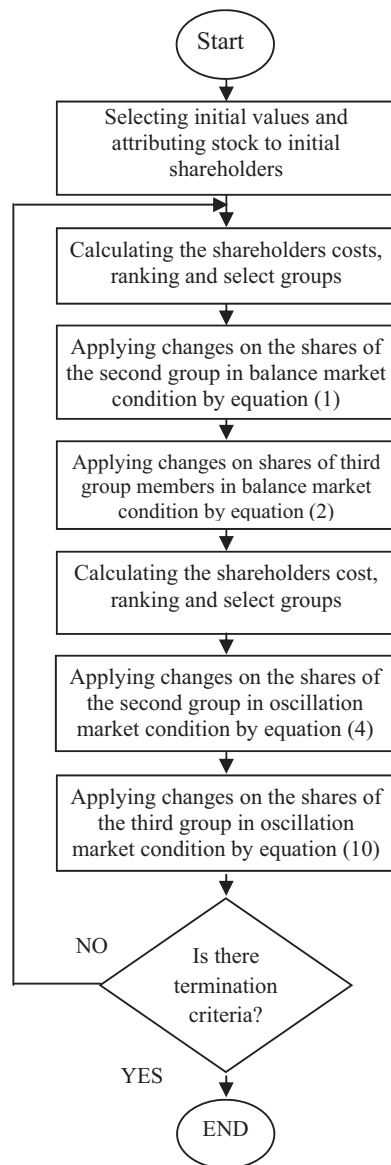 Start
Selecting initial values and
attributing stock to initial
shareholders
Calculating the shareholders costs,
ranking and select groups
Applying changes on the shares of
the second group in balance market
condition by equation (1)
Applying changes on shares of third
group members in balance market
condition by equation (2)
Calculating the shareholders cost,
ranking and select groups
Applying changes on the shares of
the second group in oscillation
market condition by equation (4)
Applying changes on the shares of
the third group in oscillation
market condition by equation (10)
NO
Is there
termination
criteria?
YES
END